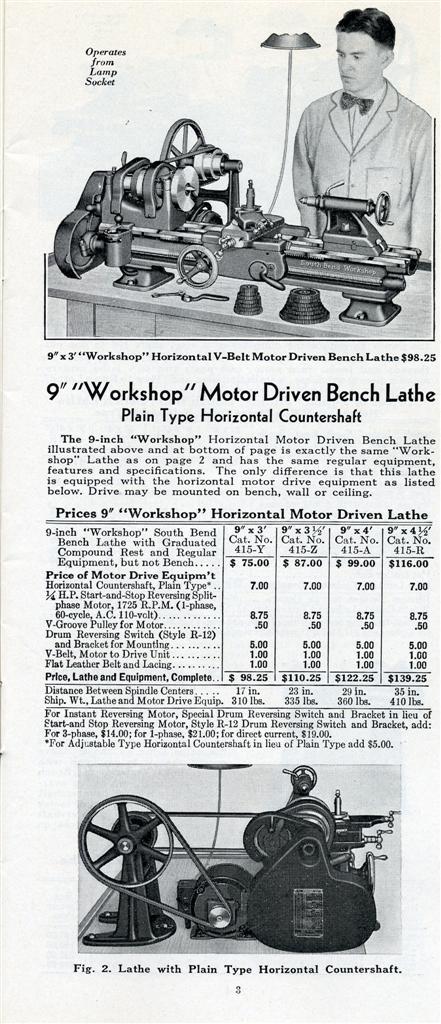 Operates
from
Lamp
Socket
South Bend Workshop
9" x 3' "Workshop" Horizontal V-Belt Motor Driven Bench Lathe $98.25
9" "Workshop" Motor Driven Bench Lathe
Plain Type Horizontal Countershaft
The 9-inch "Workshop" Horizontal Motor Driven Bench Lathe
illustrated above and at bottom of page is exactly the same "Work-
shop" Lathe as on page 2 and has the same regular equipment,
features and specifications. The only difference is that this lathe
is equipped with the horizontal motor drive equipment as listed
below. Drive may be mounted on bench, wall or ceiling.
Prices 9" "Workshop" Horizontal Motor Driven Lathe
9-inch "Workshop" South Bend 9" x 3' 9" x 3½' 9" x 4' 9" x 4½'
Bench Lathe with Graduated Cat. No. Cat. No. Cat. No. Cat. No.
Compound Rest and Regular 415-Y 415-Z 415-A 415-R
Equipment, but not Bench..... $ 75.00 $ 87.00 $ 99.00 $116.00
Price of Motor Drive Equipm't
Horizontal Countershaft, Plain Type*.. 7.00 7.00 7.00 7.00
¼ H.P. Start-and-Stop Reversing Split-
phase Motor, 1725 R.P.M. (1-phase,
60-cycle, A.C. 110-volt)............ 8.75 8.75 8.75 8.75
V-Groove Pulley for Motor............ .50 .50 .50 .50
Drum Reversing Switch (Style R-12)
and Bracket for Mounting.......... 5.00 5.00 5.00 5.00
V-Belt, Motor to Drive Unit.......... 1.00 1.00 1.00 1.00
Flat Leather Belt and Lacing.......... 1.00 1.00 1.00 1.00
Price, Lathe and Equipment, Complete.. $ 98.25 $110.25 $122.25 $139.25
Distance Between Spindle Centers..... 17 in. 23 in. 29 in. 35 in.
Ship. Wt., Lathe and Motor Drive Equip. 310 lbs. 335 lbs. 360 lbs. 410 lbs.
For Instant Reversing Motor, Special Drum Reversing Switch and Bracket in lieu of
Start-and Stop Reversing Motor, Style R-12 Drum Reversing Switch and Bracket, add:
For 3-phase, $14.00; for 1-phase, $21.00; for direct current, $19.00.
*For Adjustable Type Horizontal Countershaft in lieu of Plain Type add $5.00.
Fig. 2. Lathe with Plain Type Horizontal Countershaft.
3